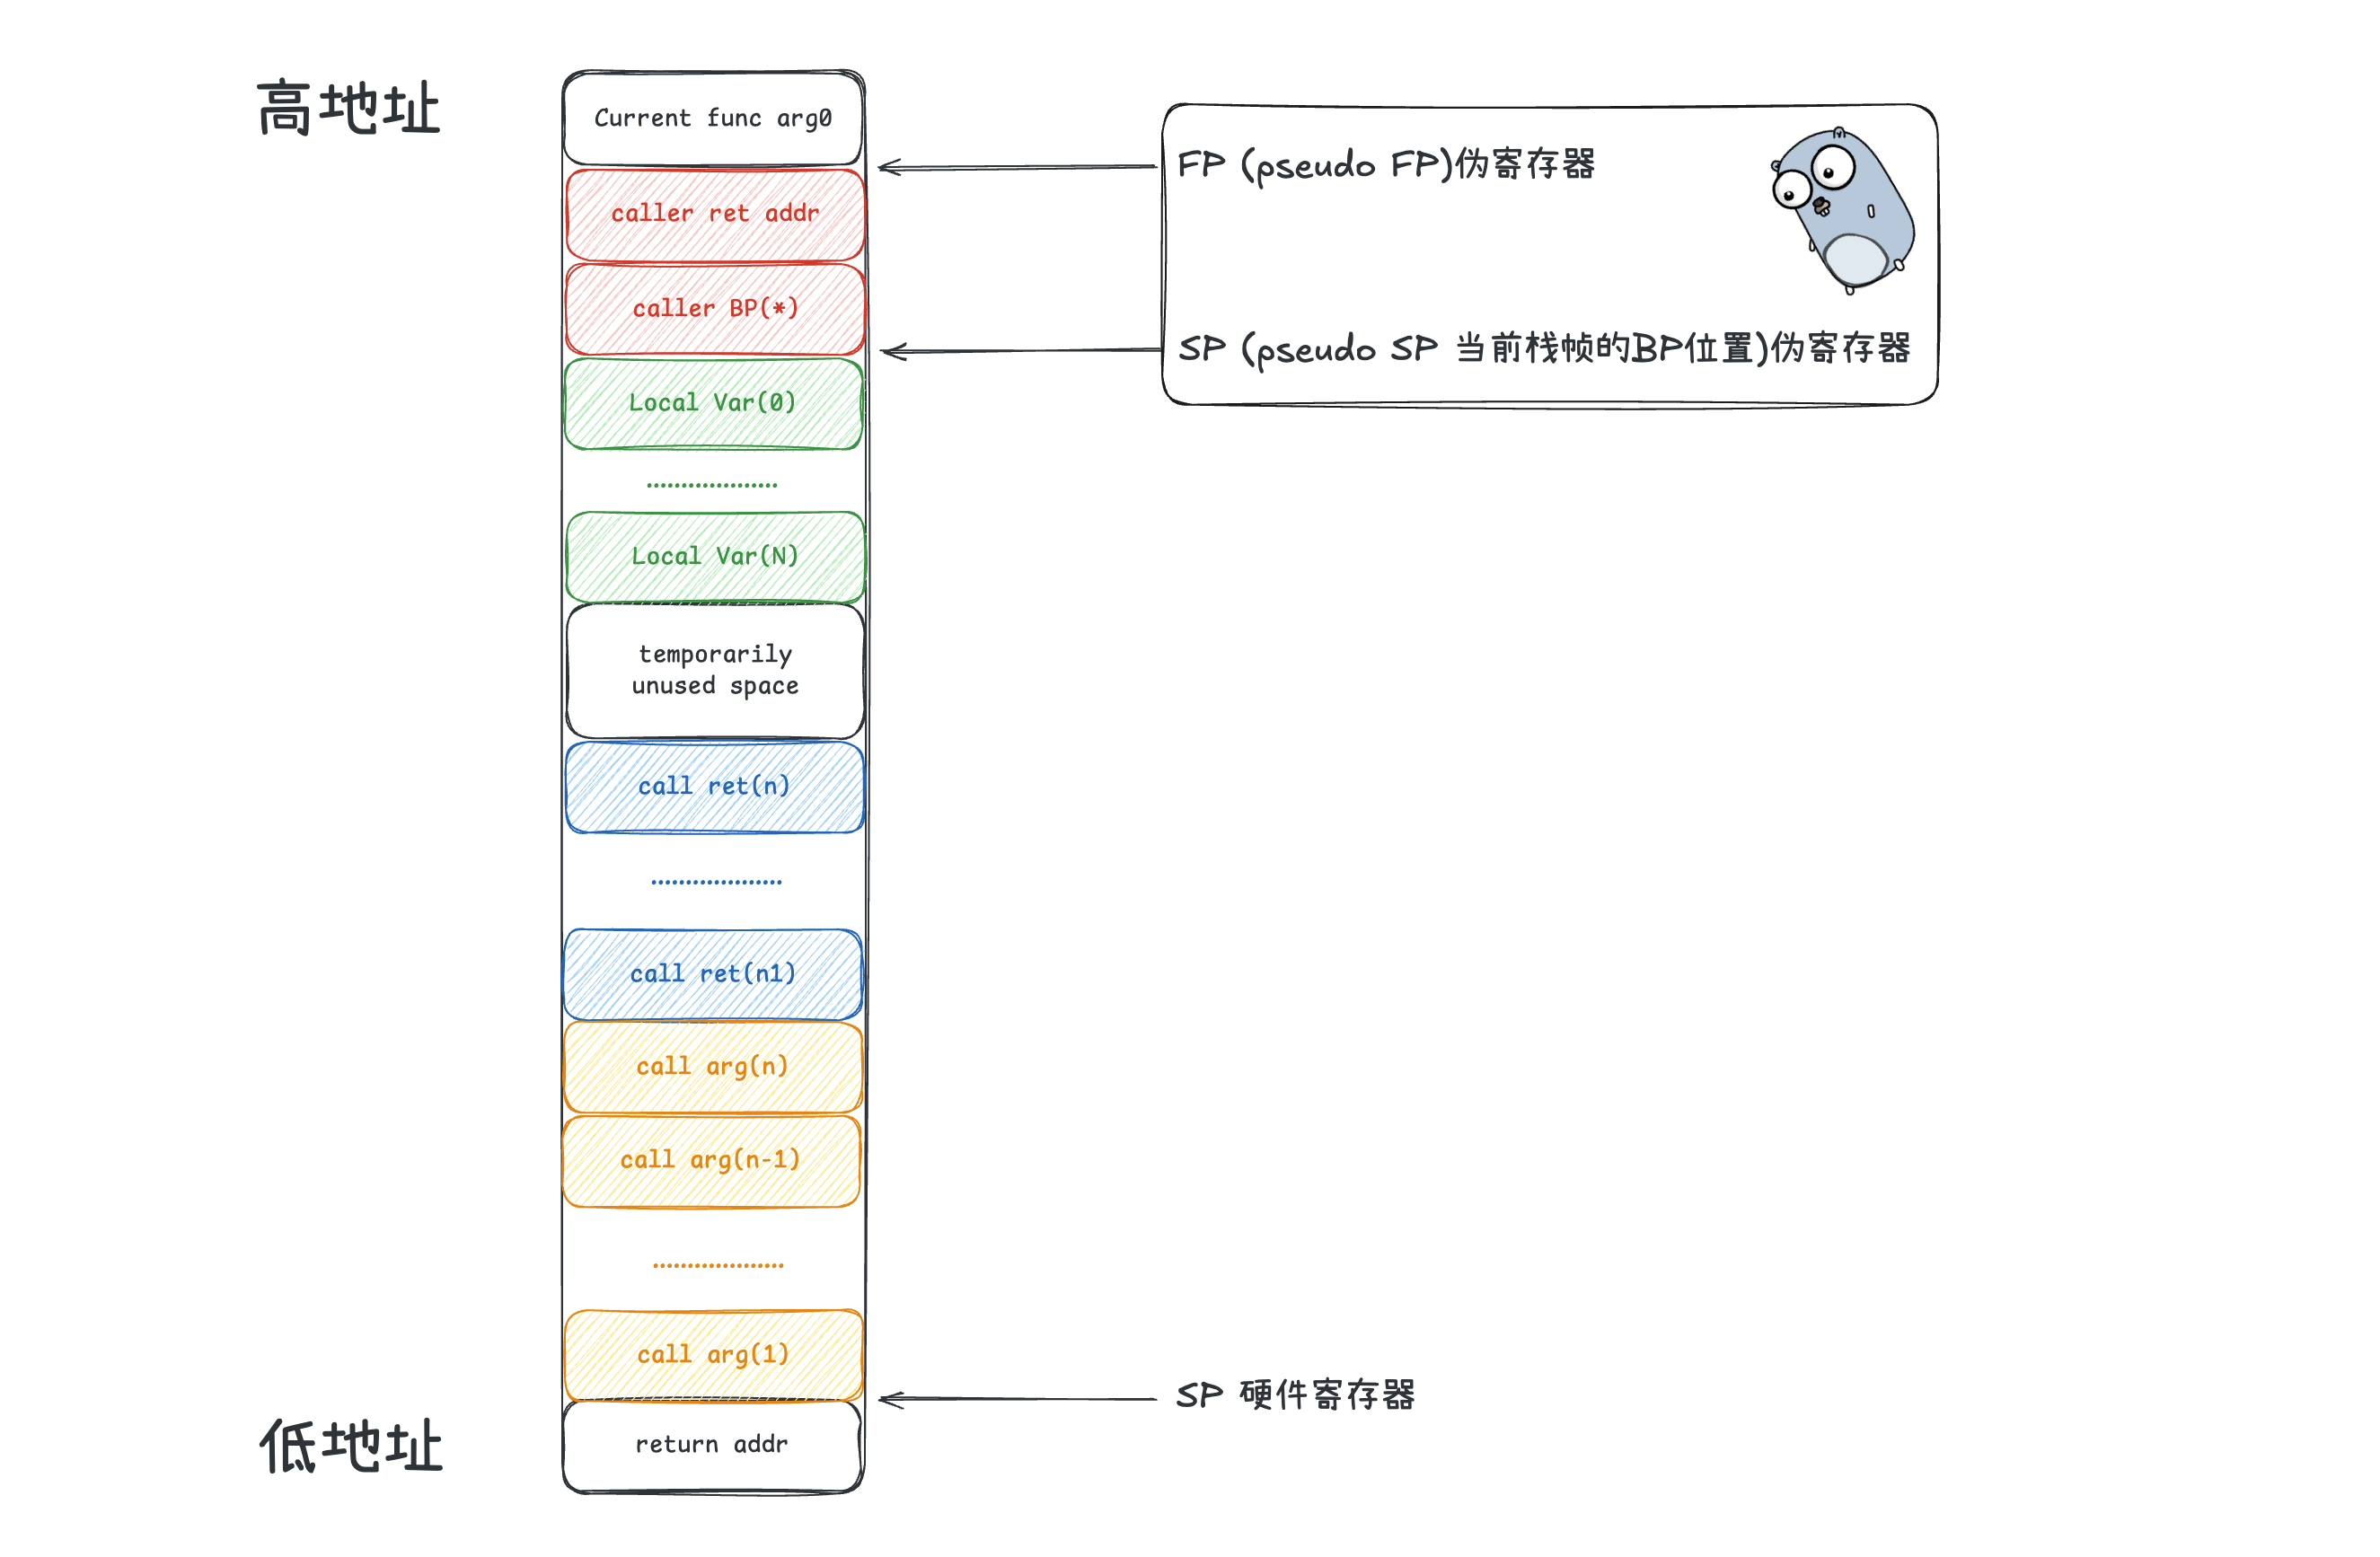 高地址
Current func arg0
FP (pseudo FP)伪寄存器
caller ret addr
caller BP(*)
SP (pseudo SP 当前栈帧的BP位置)伪寄存器
Local Var(0)
...................
Local Var(N)
temporarily
unused space
call ret(n)
...................
call ret(n1)
call arg(n)
call arg(n-1)
...................
call arg(1)
SP 硬件寄存器
低地址
return addr